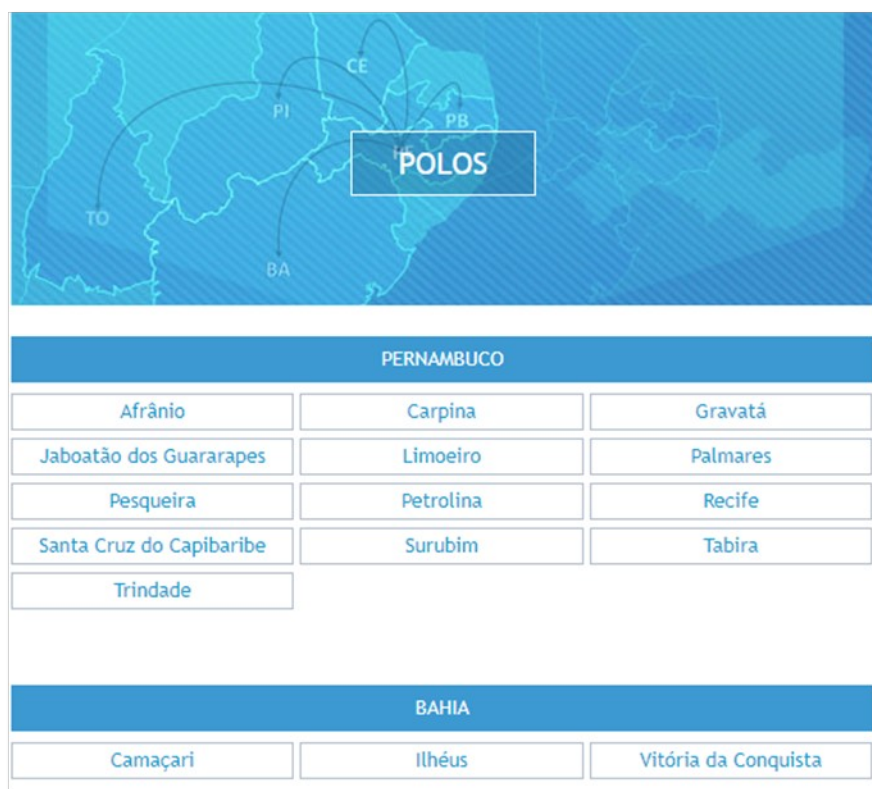 CE
PI
PB
PE
POLOS
TO
BA
PERNAMBUCO
Afrânio Carpina Gravatá
Jaboatão dos Guararapes Limoeiro Palmares
Pesqueira Petrolina Recife
Santa Cruz do Capibaribe Surubim Tabira
Trindade
BAHIA
Camaçari Ilhéus Vitória da Conquista